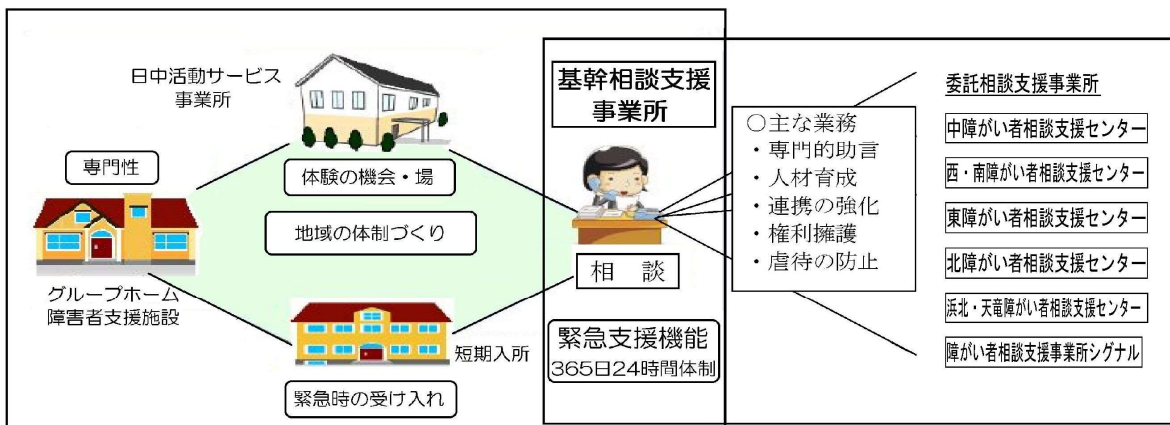 日中活動サービス
事業所
専門性
体験の機会・場
地域の体制づくり
グループホーム
障害者支援施設
短期入所
緊急時の受け入れ
基幹相談支援
事業所
相 談
緊急支援機能
365日24時間体制
○主な業務
・専門的助言
・人材育成
・連携の強化
・権利擁護
・虐待の防止
委託相談支援事業所
中障がい者相談支援センター
西・南障がい者相談支援センター
東障がい者相談支援センター
北障がい者相談支援センター
浜北・天竜障がい者相談支援センター
障がい者相談支援事業所シグナル